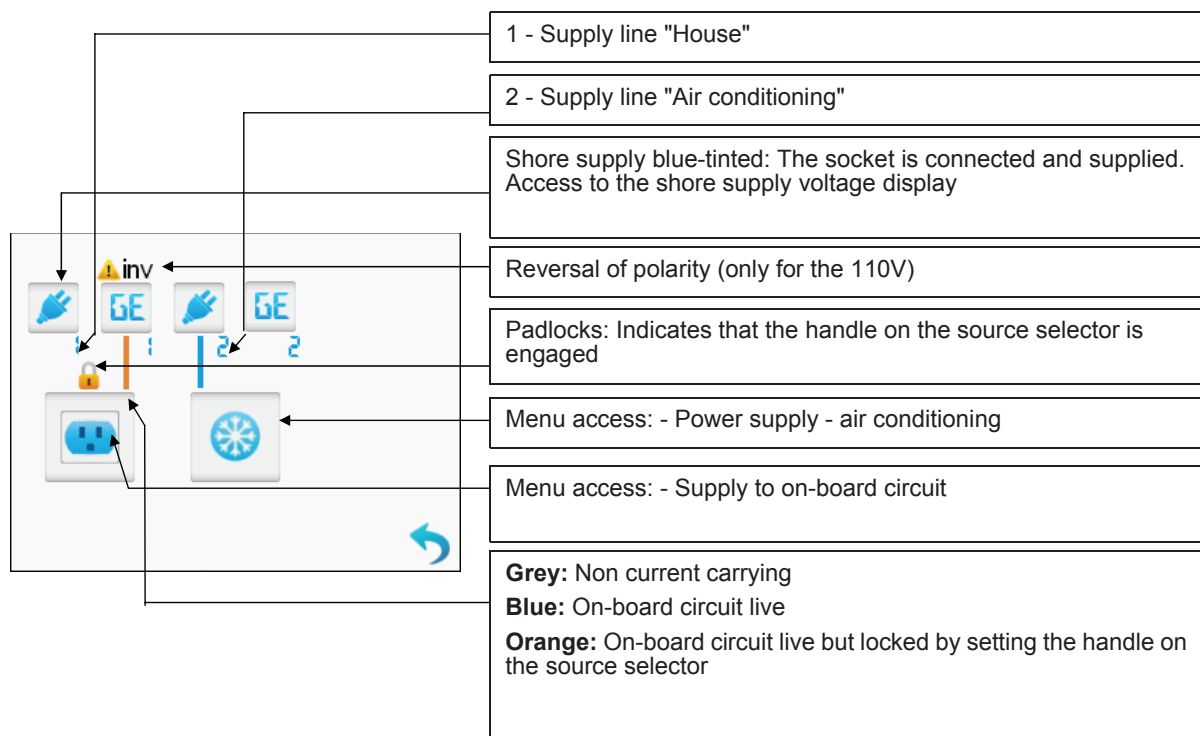 1 - Supply line "House"
2 - Supply line "Air conditioning"
Shore supply blue-tinted: The socket is connected and supplied.
Access to the shore supply voltage display
inv
Reversal of polarity (only for the 110V)
GE
GE
1
1
2
2
Padlocks: Indicates that the handle on the source selector is
engaged
Menu access: - Power supply - air conditioning
Menu access: - Supply to on-board circuit
Grey: Non current carrying
Blue: On-board circuit live
Orange: On-board circuit live but locked by setting the handle on
the source selector